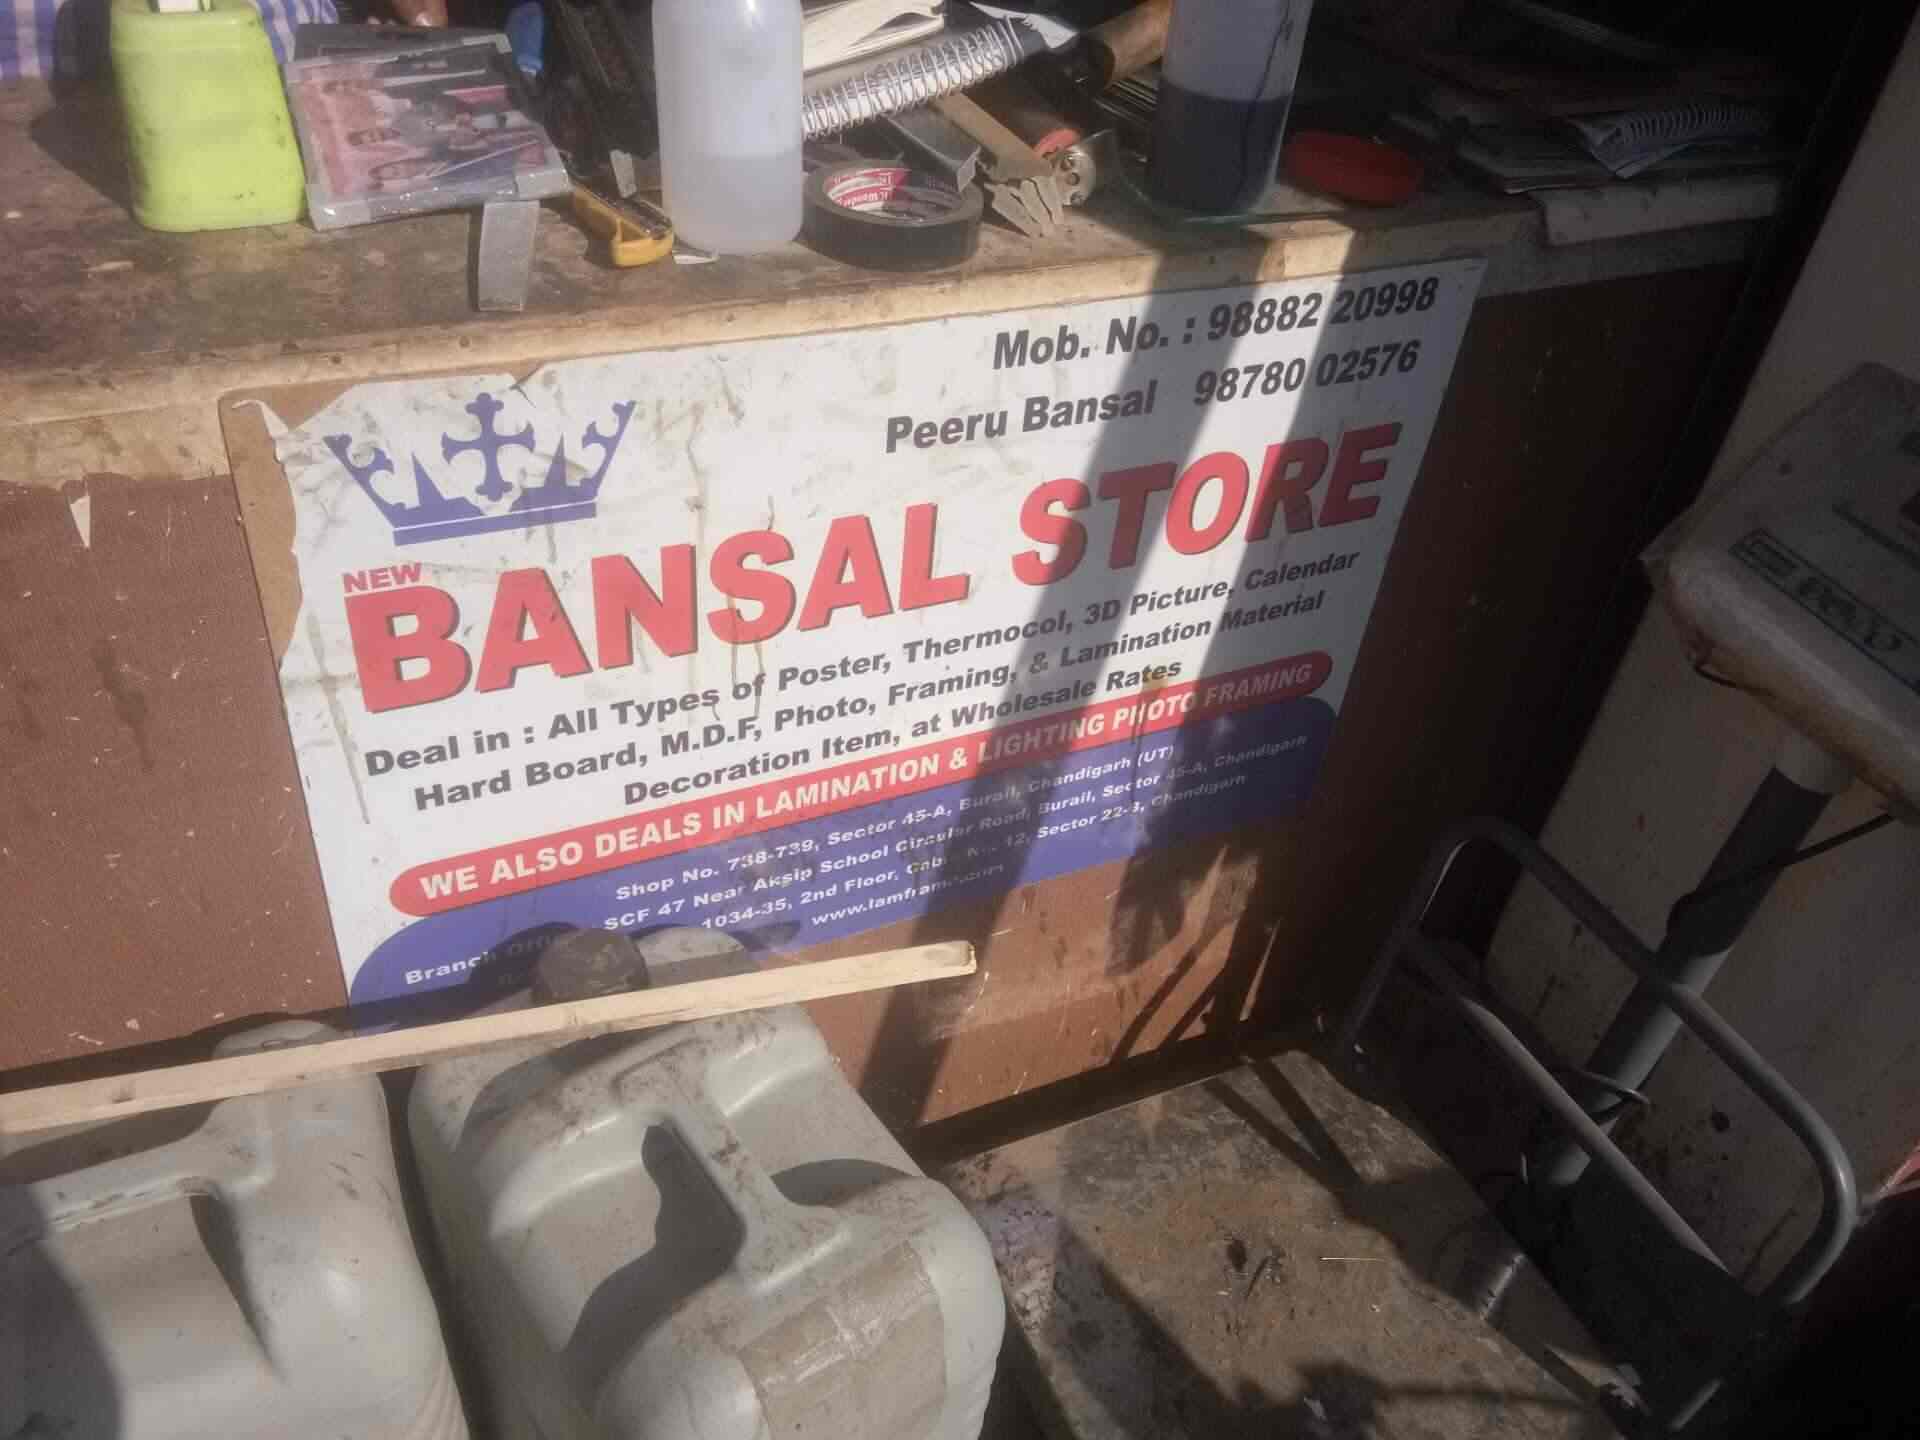 Mob. No. : 98882 20998
Peeru Bansal 98780 02576
NEW
BANSAL STORE
Deal in : All Types of Poster, Thermocol, 3D Picture, Calendar
Hard Board, M.D.F, Photo, Framing, & Lamination Material
Decoration Item, at Wholesale Rates
WE ALSO DEALS IN LAMINATION & LIGHTING PHOTO FRAMING
Shop No. 738-739, Sector 45-A, Burail, Chandigarh (UT)
SCF 47 Near Aksip School Circular Road, Burail, Sector 45-A, Chandigarh
Branch 1034-35, 2nd Floor, 12, Sector 22-B, Chandigarh